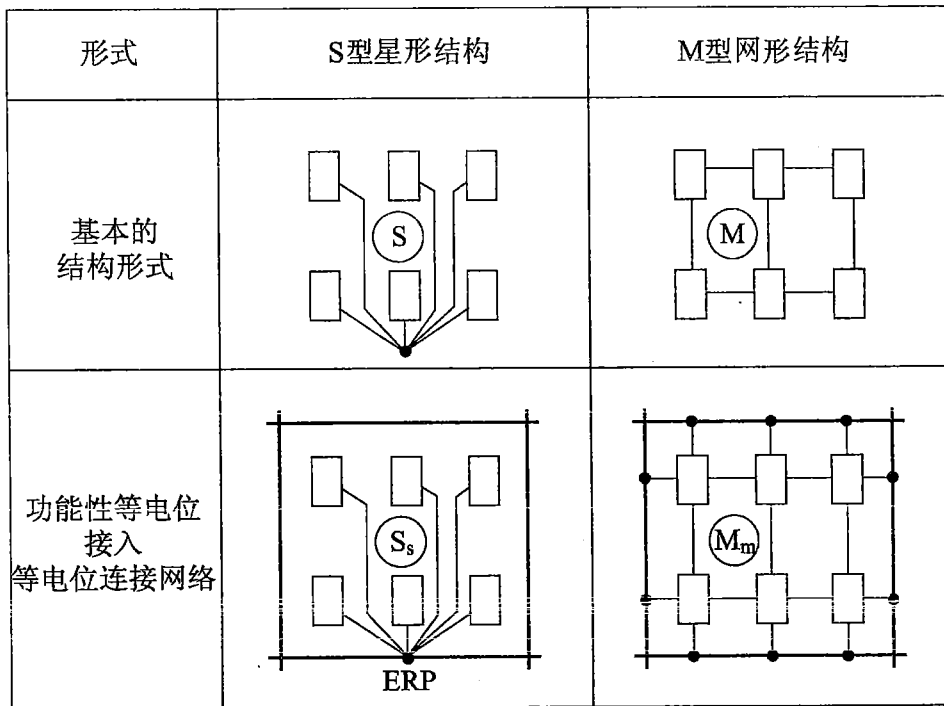 形式
S型星形结构
M型网形结构
基本的
结构形式
S
M
功能性等电位
接入
等电位连接网络
Ss
Mm
ERP